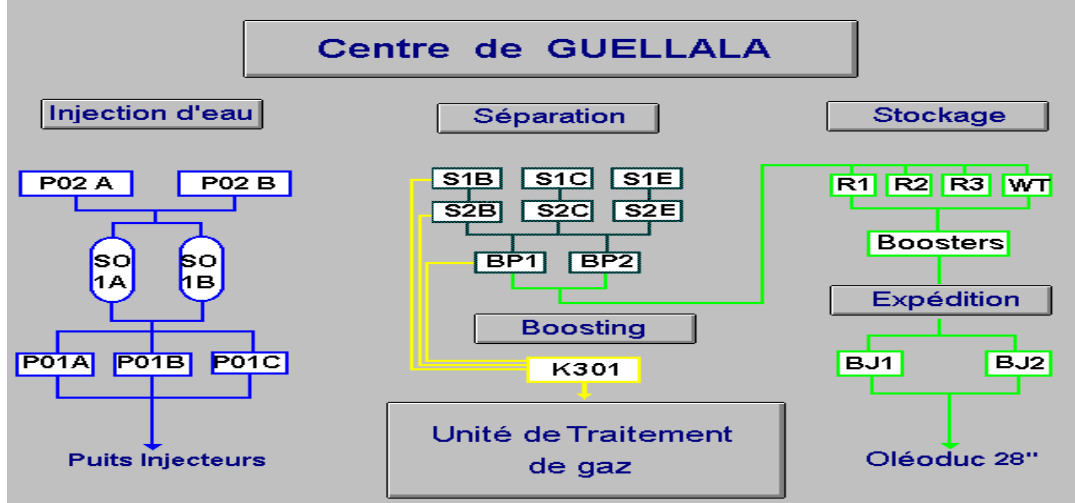 Centre de GUELLALA
Injection d'eau
Séparation
Stockage
P02 A
P02 B
SO
1A
SO
1B
P01A
P01B
P01C
Puits Injecteurs
S1B
S1C
S1E
S2B
S2C
S2E
BP1
BP2
Boosting
K301
Unité de Traitement
de gaz
R1
R2
R3
WT
Boosters
Expédition
BJ1
BJ2
Oléoduc 28"